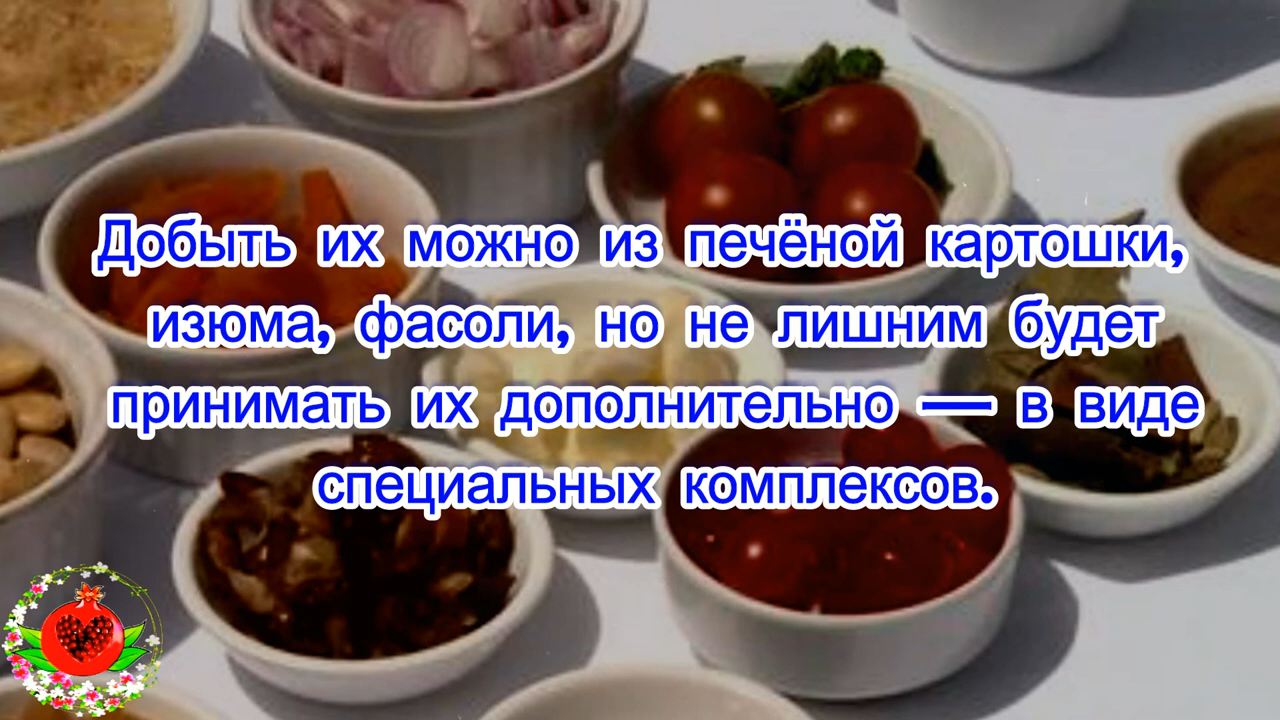 Добыть их можно из печёной картошки,
изюма, фасоли, но не лишним будет
принимать их дополнительно — в виде
специальных комплексов.